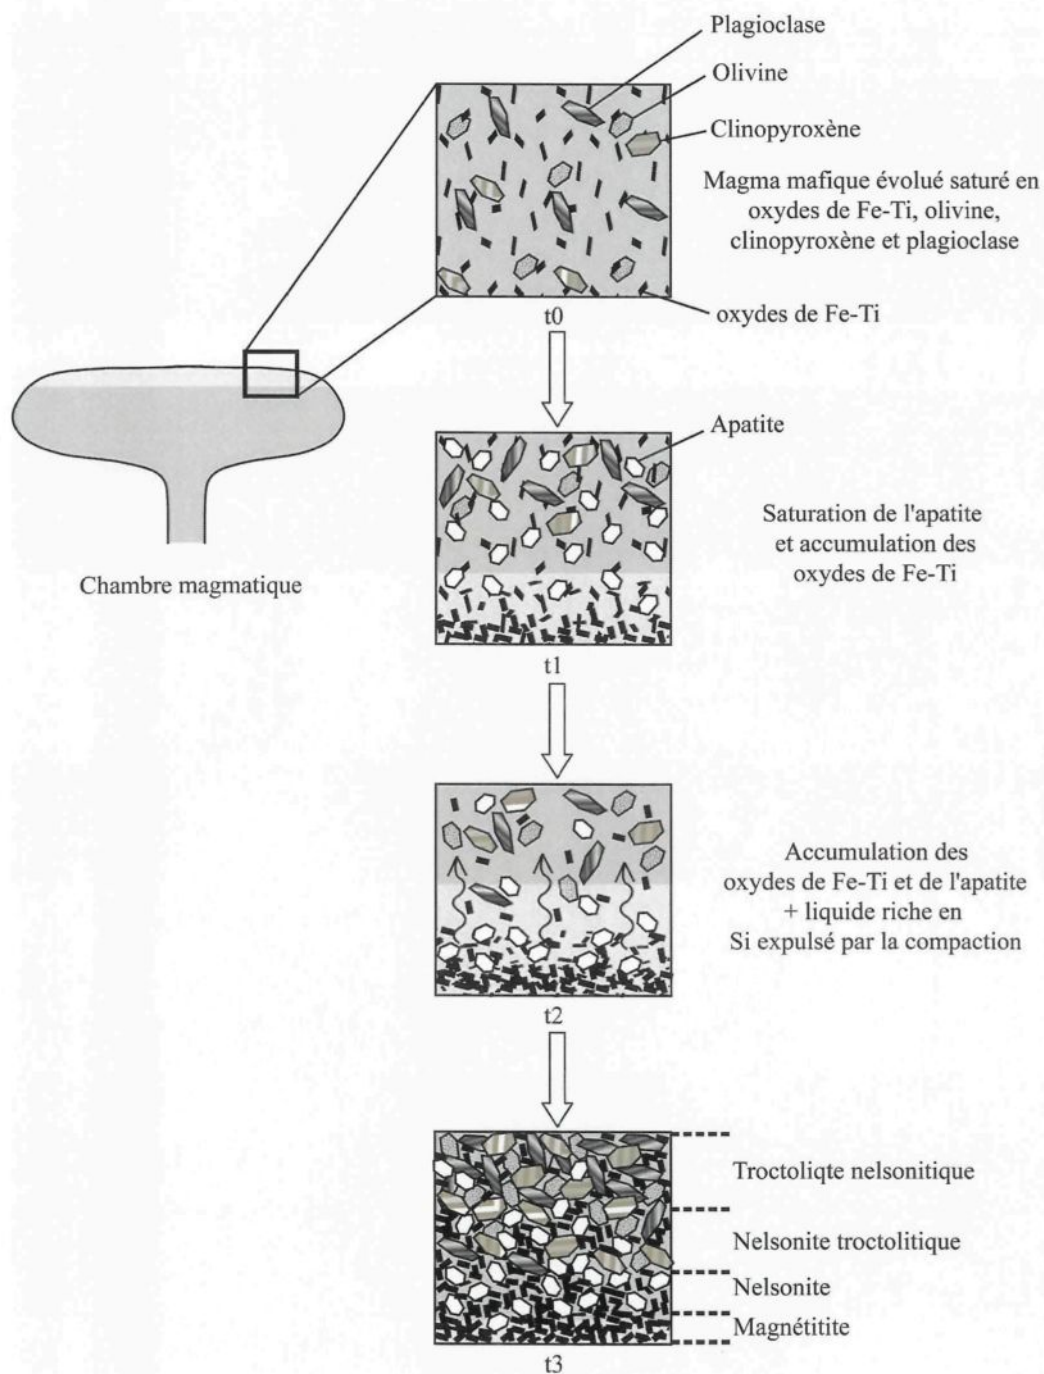 Plagioclase
Olivine
Clinopyroxène
Magma mafique évolué saturé en
oxydes de Fe-Ti, olivine,
clinopyroxène et plagioclase
oxydes de Fe-Ti
t0
Chambre magmatique
Apatite
Saturation de l'apatite
et accumulation des
oxydes de Fe-Ti
t1
Accumulation des
oxydes de Fe-Ti et de l'apatite
+ liquide riche en
Si expulsé par la compaction
t2
Troctoliqte nelsonitique
Nelsonite troctolitique
Nelsonite
Magnétitite
t3